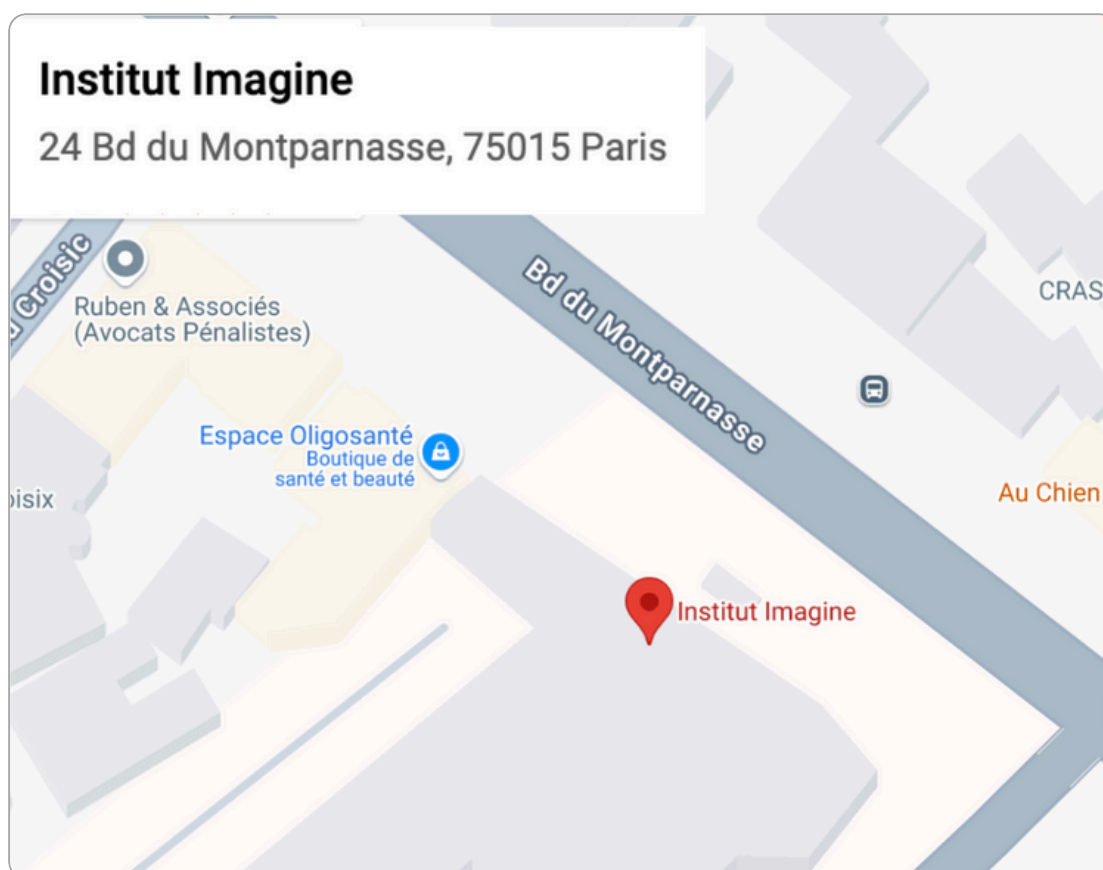 Institut Imagine
24 Bd du Montparnasse, 75015 Paris
Croisic
Ruben & Associés
(Avocats Pénalistes)
Bd du Montparnasse
CRAS
Espace Oligosanté
Boutique de
santé et beauté
oisix
Au Chien
Institut Imagine